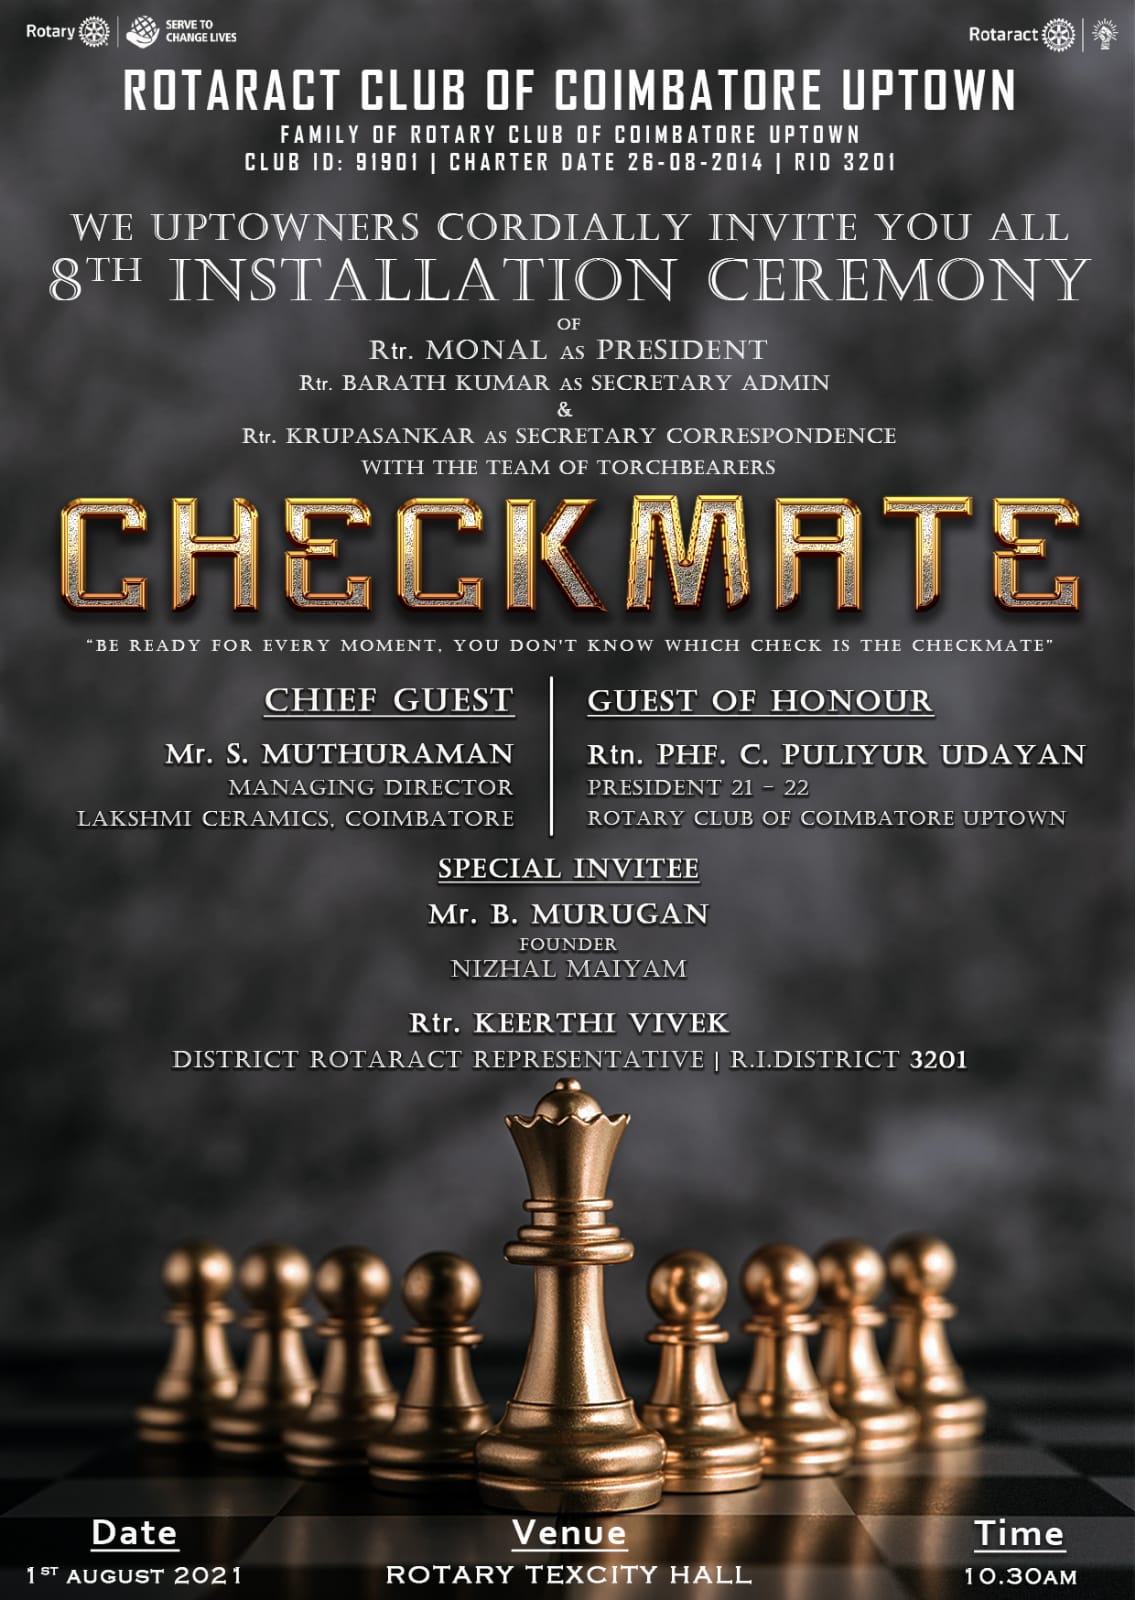 Rotary
SERVE TO
CHANGE LIVES
Rotaract
ROTARACT CLUB OF COIMBATORE UPTOWN
FAMILY OF ROTARY CLUB OF COIMBATORE UPTOWN
CLUB ID: 91901 | CHARTER DATE 26-08-2014 | RID 3201
WE UPTOWNERS CORDIALLY INVITE YOU ALL
8TH INSTALLATION CEREMONY
OF
Rtr. MONAL AS PRESIDENT
Rtr. BARATH KUMAR AS SECRETARY ADMIN
&
Rtr. KRUPASANKAR AS SECRETARY CORRESPONDENCE
WITH THE TEAM OF TORCHBEARERS
CHECKMATE
“BE READY FOR EVERY MOMENT, YOU DON'T KNOW WHICH CHECK IS THE CHECKMATE”
CHIEF GUEST
Mr. S. MUTHURAMAN
MANAGING DIRECTOR
LAKSHMI CERAMICS, COIMBATORE
GUEST OF HONOUR
Rtn. PHF. C. PULIYUR UDAYAN
PRESIDENT 21 - 22
ROTARY CLUB OF COIMBATORE UPTOWN
SPECIAL INVITEE
Mr. B. MURUGAN
FOUNDER
NIZHAL MAIYAM
Rtr. KEERTHI VIVEK
DISTRICT ROTARACT REPRESENTATIVE | R.I.DISTRICT 3201
Date
1ST AUGUST 2021
Venue
ROTARY TEXCITY HALL
Time
10.30AM